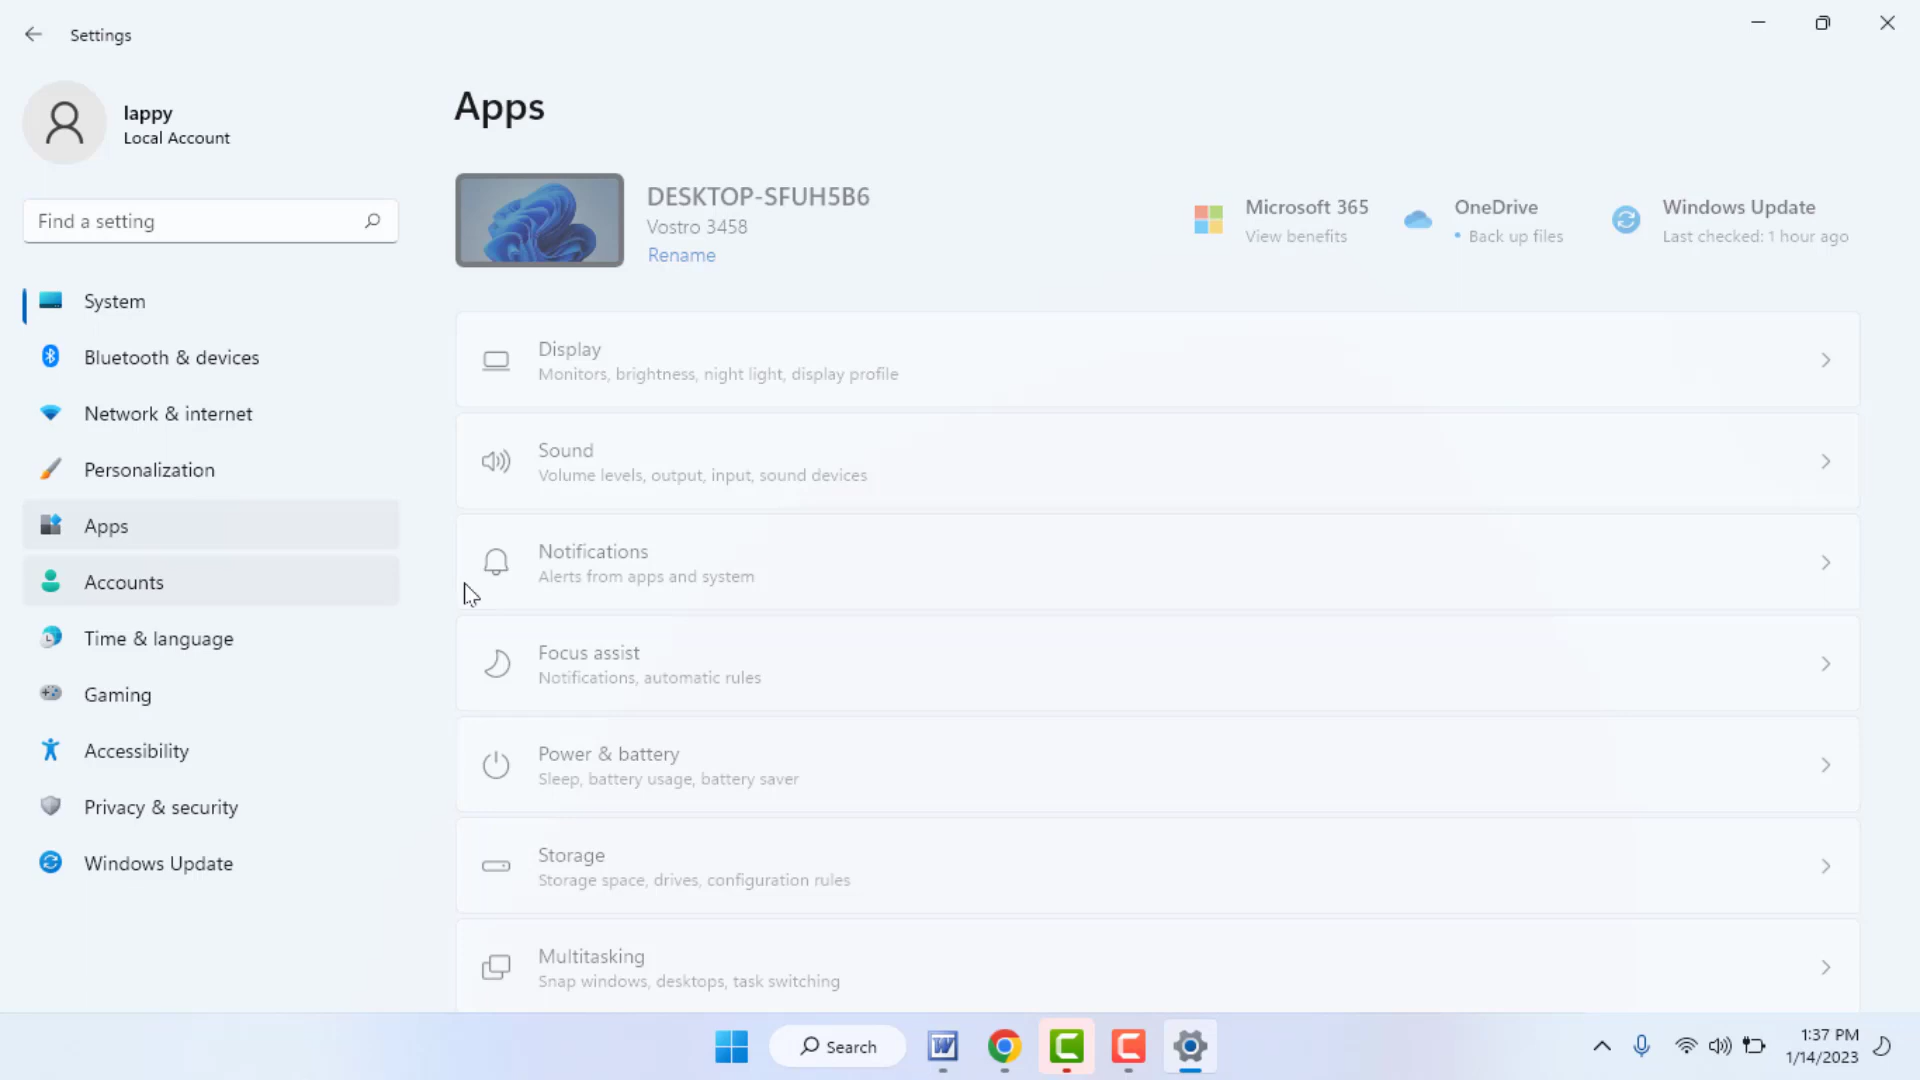 Settings
lappy
Local Account
Find a setting
System
Bluetooth & devices
Network & internet
Personalization
Apps
Accounts
Time & language
Gaming
Accessibility
Privacy & security
Windows Update
Apps
DESKTOP-SFUH5B6
Vostro 3458
Rename
Microsoft 365
View benefits
OneDrive
• Back up files
Windows Update
Last checked: 1 hour ago
Display
Monitors, brightness, night light, display profile
Sound
Volume levels, output, input, sound devices
Notifications
Alerts from apps and system
Focus assist
Notifications, automatic rules
Power & battery
Sleep, battery usage, battery saver
Storage
Storage space, drives, configuration rules
Multitasking
Snap windows, desktops, task switching
Search
1:37 PM
1/14/2023